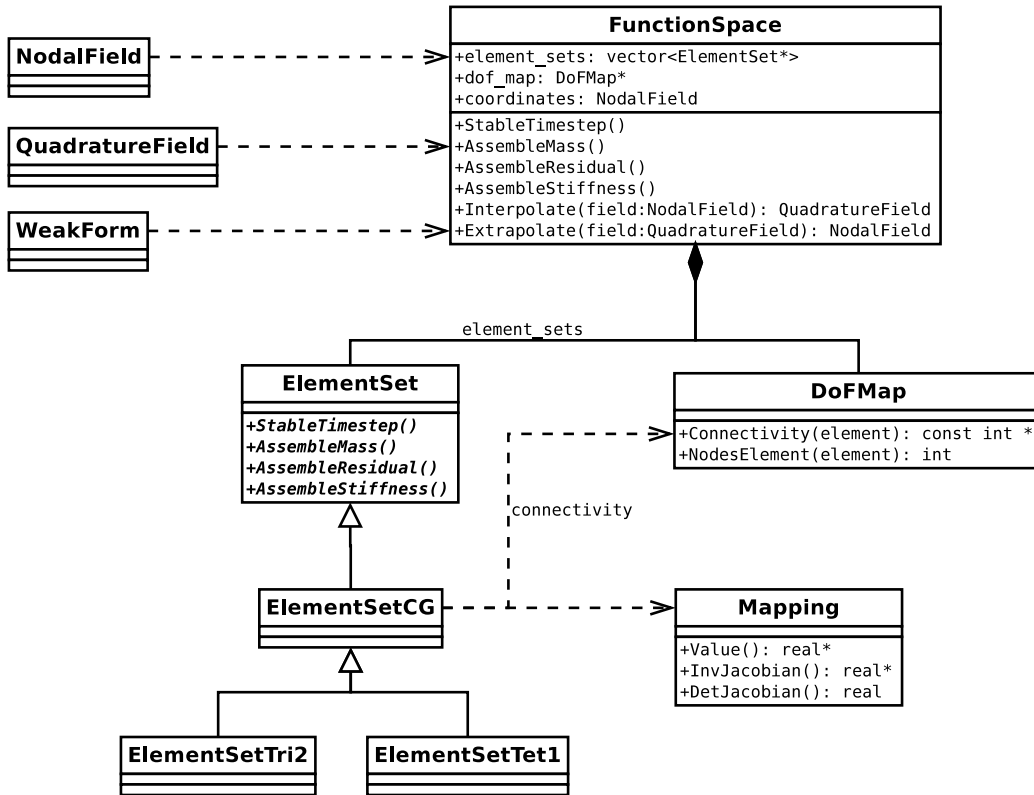 FunctionSpace
+element_sets: vector<ElementSet*>
+dof_map: DoFMap*
+coordinates: NodalField
+StableTimestep()
+AssembleMass()
+AssembleResidual()
+AssembleStiffness()
+Interpolate(field:NodalField): QuadratureField
+Extrapolate(field:QuadratureField): NodalField
NodalField
QuadratureField
WeakForm
element_sets
ElementSet
+StableTimestep()
+AssembleMass()
+AssembleResidual()
+AssembleStiffness()
DoFMap
+Connectivity(element): const int *
+NodesElement(element): int
connectivity
ElementSetCG
Mapping
+Value(): real*
+InvJacobian(): real*
+DetJacobian(): real
ElementSetTri2
ElementSetTet1